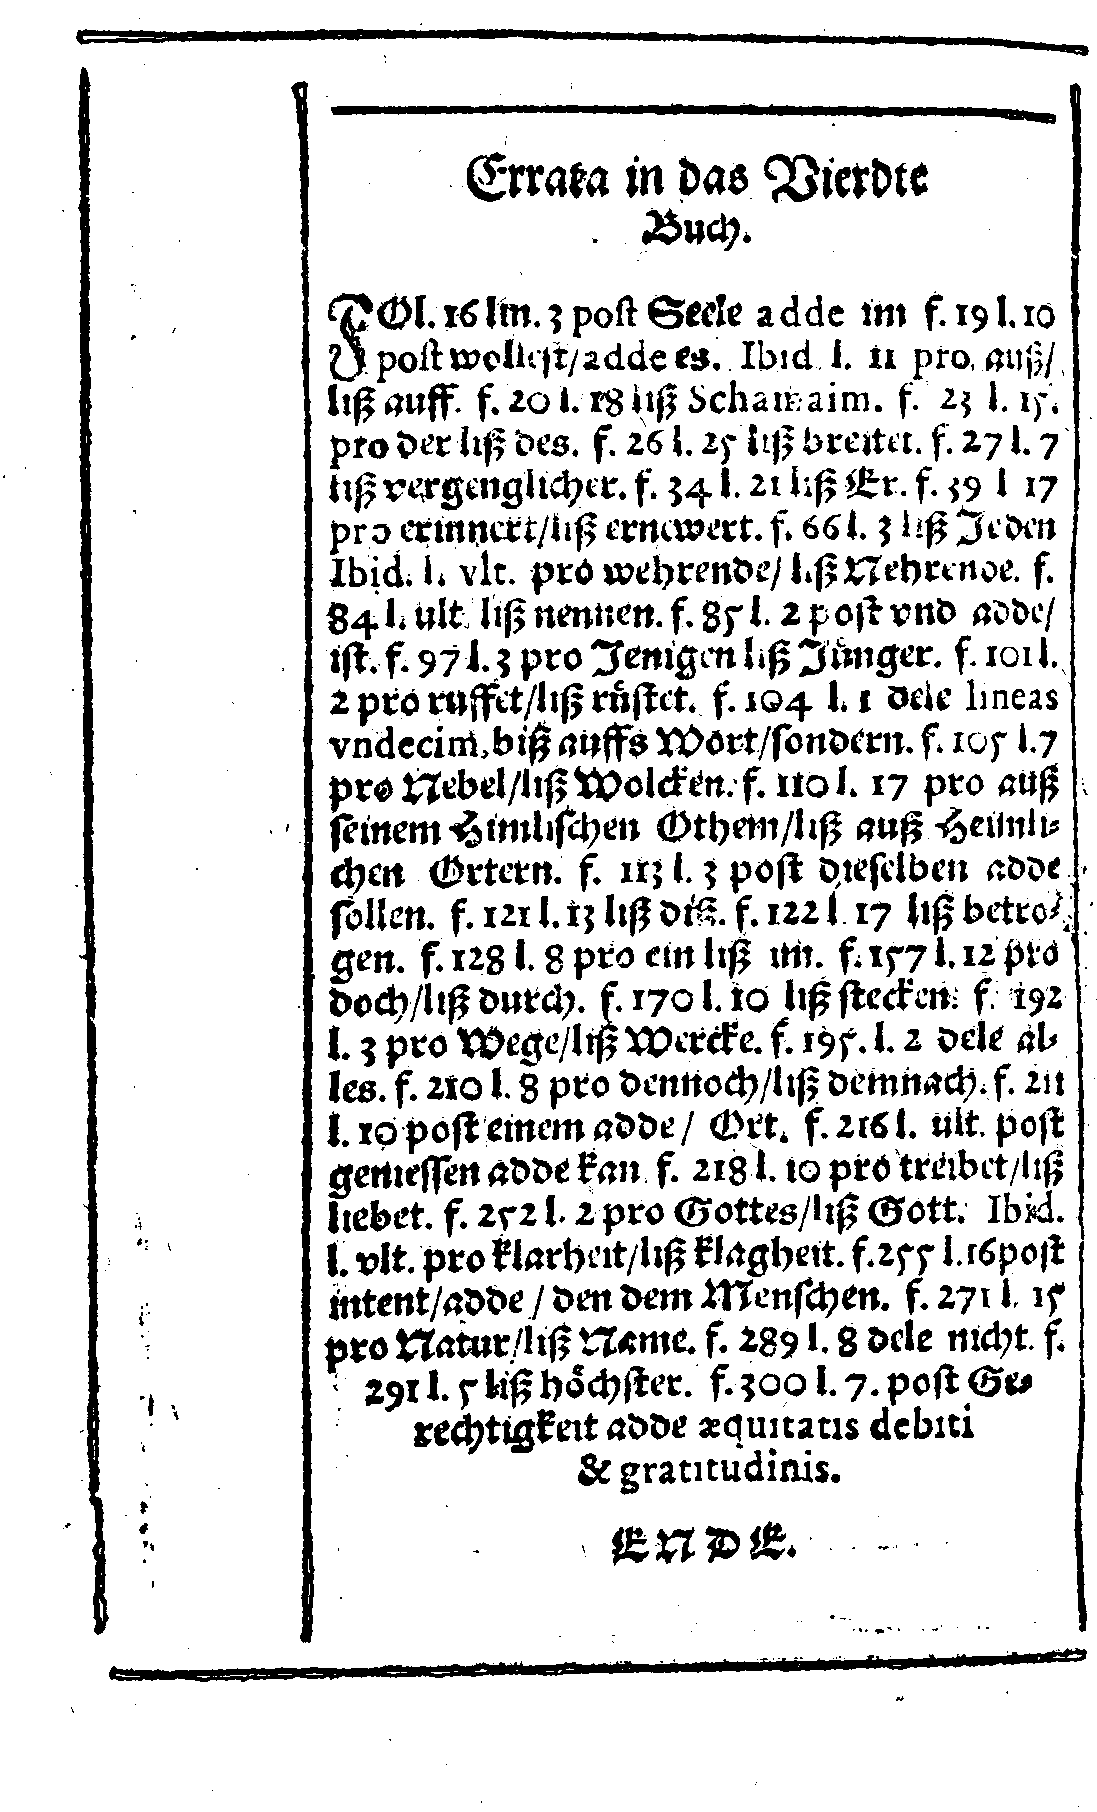 Errata in das Vierdte
Buch.
FOl. 16 lin. 3 post Seele adde im f. 19 l. 10
post wollest/adde es. Ibid l. 11 pro auß/
liß auff. f. 20 l. 18 liß Schamaim. f. 23 l. 15.
pro der liß des. f. 26 l. 25 liß breitet. f. 27 l. 7
liß vergenglicher. f. 34 l. 21 liß Er. f. 39 l 17
pro erinnert/liß ernewert. f. 66 l. 3 liß Jeden
Ibid. l. vlt. pro wehrende/ liß Nehrende. f.
84 l. ult. liß nennen. f. 85 l. 2 post vnd adde/
ist. f. 97 l. 3 pro Jenigen liß Jünger. f. 101 l.
2 pro ruffet/liß rüstet. f. 104 l. 1 dele lineas
vndecim, biß auffs Wort/sondern. f. 105 l. 7
pro Nebel/liß Wolcken. f. 110 l. 17 pro auß
seinem Himlischen Othem/liß auß Heimli-
chen Ortern. f. 113 l. 3 post dieselben adde
sollen. f. 121 l. 13 liß diß. f. 122 l 17 liß betro-
gen. f. 128 l. 8 pro ein liß im. f. 157 l. 12 pro
doch/liß durch. f. 170 l. 10 liß stecken. f. 192
l. 3 pro Wege/liß Wercke. f. 195. l. 2 dele al-
les. f. 210 l. 8 pro dennoch/liß demnach. f. 211
l. 10 post einem adde/ Ort. f. 216 l. ult. post
gemessen adde kan f. 218 l. 10 pro treibet/liß
liebet. f. 252 l. 2 pro Gottes/liß Gott. Ibid.
l. vlt. pro klarheit/liß klagheit. f. 255 l. 16 post
intent/adde/ den dem Menschen. f. 271 l. 15
pro Natur/liß Name. f. 289 l. 8 dele nicht. f.
291 l. 5 liß höchster. f. 300 l. 7. post Ge-
rechtigkeit adde æquitatis debiti
& gratitudinis.
ENDE.